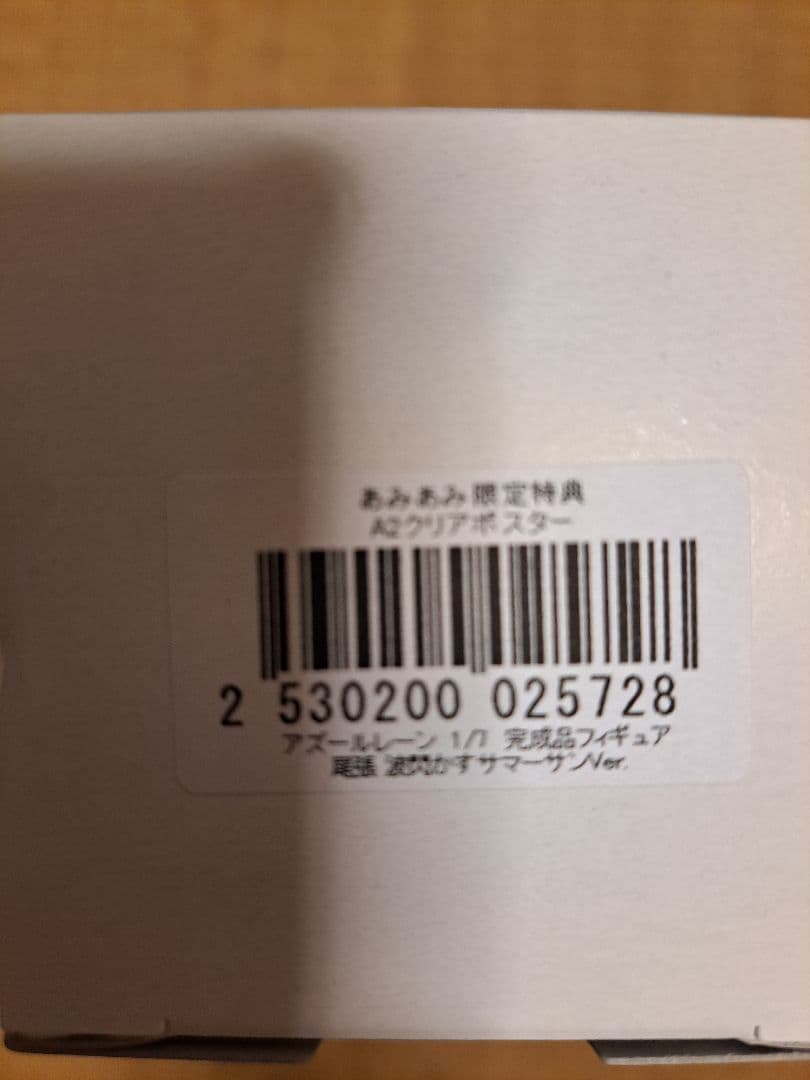 あみあみ限定特典
A2クリアポスター
2 530200 025728
アズールレーン 1/7 完成品フィギュア
尾張 波閃かすサマーサンVer.